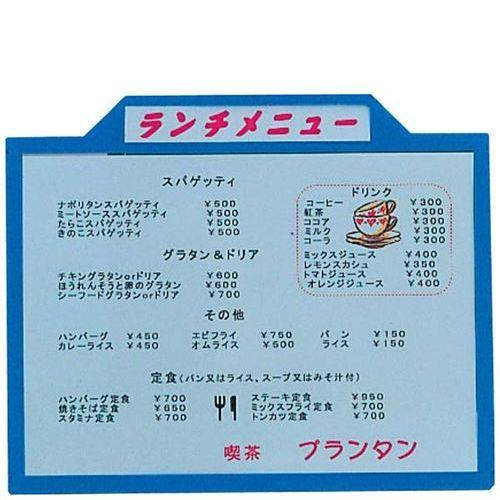 ランチメニュー
スパゲッティ
ナポリタンスパゲッティ ￥500
ミートソーススパゲッティ ￥500
たらこスパゲッティ ￥500
きのこスパゲッティ ￥500
ドリンク
コーヒー ￥300
紅茶 ￥300
ココア ￥300
ミルク ￥300
コーラ ￥300
ミックスジュース ￥400
レモンスカシュ ￥350
トマトジュース ￥400
オレンジジュース ￥400
グラタン＆ドリア
チキングラタンorドリア ￥600
ほうれんそうと卵のグラタン ￥600
シーフードグラタンorドリア ￥700
その他
ハンバーグ ￥450 エビフライ ￥750 パン ￥150
カレーライス ￥450 オムライス ￥500 ライス ￥150
定食(パン又はライス、スープ又はみそ汁付)
ハンバーグ定食 ￥700 ステーキ定食 ￥950
焼きそば定食 ￥650 ミックスフライ定食 ￥700
スタミナ定食 ￥700 トンカツ定食 ￥700
喫茶 プランタン